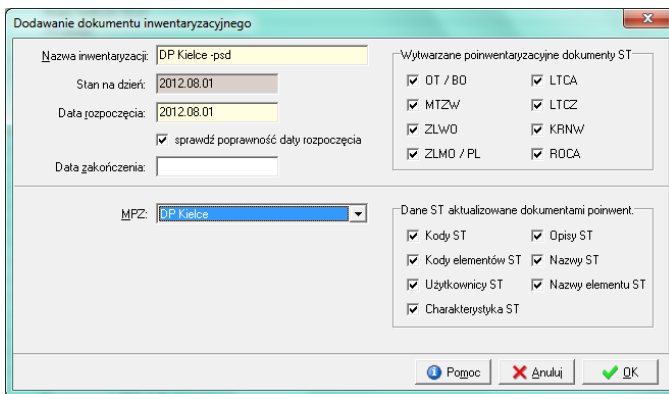 Dodawanie dokumentu inwentaryzacyjnego
Nazwa inwentaryzacji: DP Kielce -psd
Stan na dzień: 2012.08.01
Data rozpoczęcia: 2012.08.01
sprawdź poprawność daty rozpoczęcia
Data zakończenia:
Wytwarzane poinwentaryzacyjne dokumenty ST
OT / BO LTCA
MTZW LTCZ
ZLWO KRNW
ZLMO / PL ROCA
MPZ: DP Kielce
Dane ST aktualizowane dokumentami poinwent.
Kody ST Opisy ST
Kody elementów ST Nazwy ST
Użytkownicy ST Nazwy elementu ST
Charakterystyka ST
Pomoc Anuluj OK